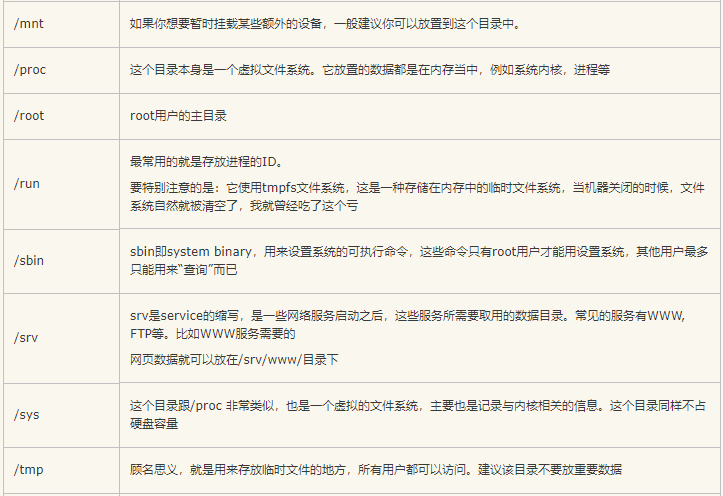 /mnt
如果你想要暂时挂载某些额外的设备，一般建议你可以放置到这个目录中。
/proc
这个目录本身是一个虚拟文件系统。它放置的数据都是在内存当中，例如系统内核，进程等
/root
root用户的主目录
/run
最常用的就是存放进程的ID。
要特别注意的是：它使用tmpfs文件系统，这是一种存储在内存中的临时文件系统，当机器关闭的时候，文件
系统自然就被清空了，我就曾经吃了这个亏
/sbin
sbin即system binary，用来设置系统的可执行命令，这些命令只有root用户才能用设置系统，其他用户最多
只能用来“查询”而已
/srv
srv是service的缩写，是一些网络服务启动之后，这些服务所需要取用的数据目录。常见的服务有WWW,
FTP等。比如WWW服务需要的
网页数据就可以放在/srv/www/目录下
/sys
这个目录跟/proc 非常类似，也是一个虚拟的文件系统，主要也是记录与内核相关的信息。这个目录同样不占
硬盘容量
/tmp
顾名思义，就是用来存放临时文件的地方，所有用户都可以访问。建议该目录不要放重要数据